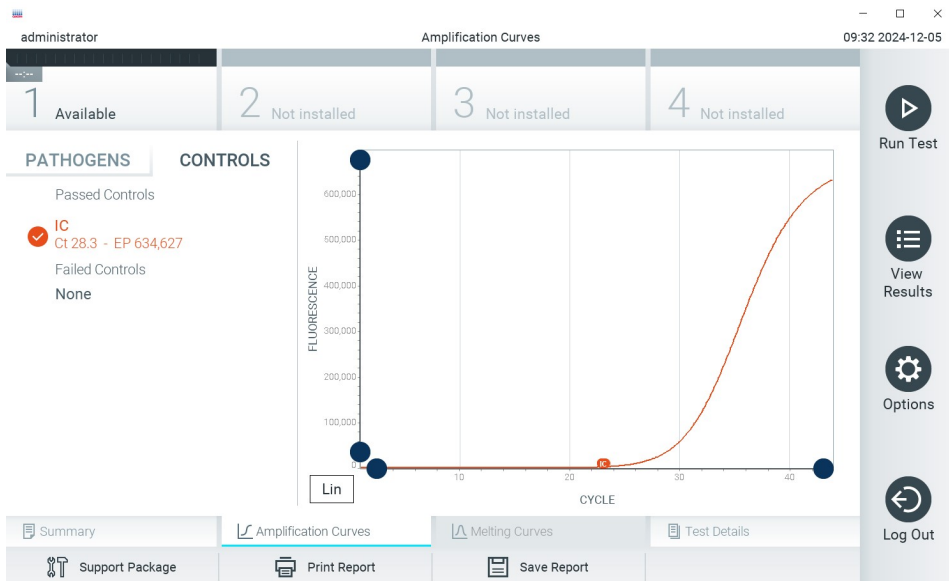 administrator
Amplification Curves
09:32 2024-12-05
--:--
1 Available
2 Not installed
3 Not installed
4 Not installed
Run Test
PATHOGENS
CONTROLS
Passed Controls
IC
Ct 28.3 - EP 634,627
Failed Controls
None
FLUORESCENCE
600,000
500,000
400,000
300,000
200,000
100,000
0
IC
10
20
30
40
CYCLE
Lin
View
Results
Options
Log Out
Summary
Amplification Curves
Melting Curves
Test Details
Support Package
Print Report
Save Report